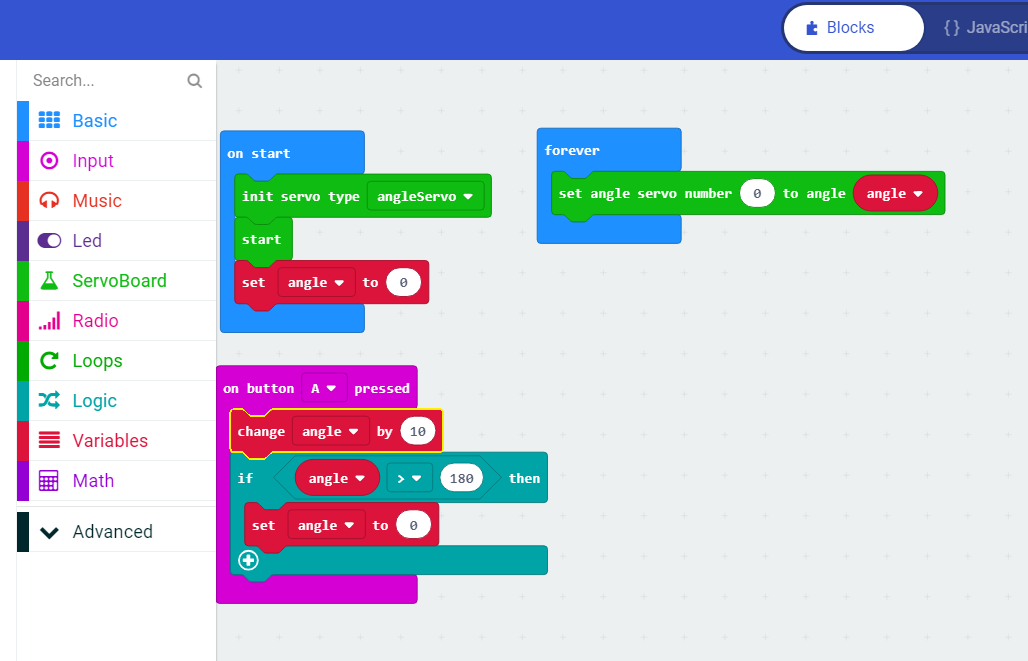 Blocks
{ } JavaScri
Search...
Basic
Input
Music
Led
ServoBoard
Radio
Loops
Logic
Variables
Math
Advanced
on start
init servo type angleServo
start
set angle to 0
forever
set angle servo number 0 to angle angle
on button A pressed
change angle by 10
if angle > 180 then
set angle to 0